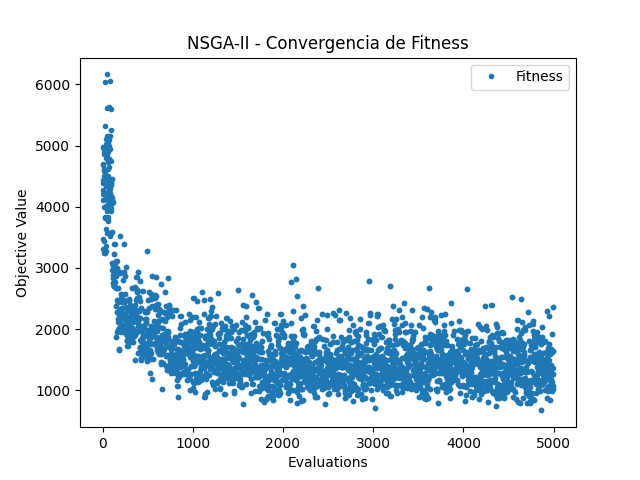 NSGA-II - Convergencia de Fitness
Fitness
Objective Value
6000
5000
4000
3000
2000
1000
0 1000 2000 3000 4000 5000
Evaluations